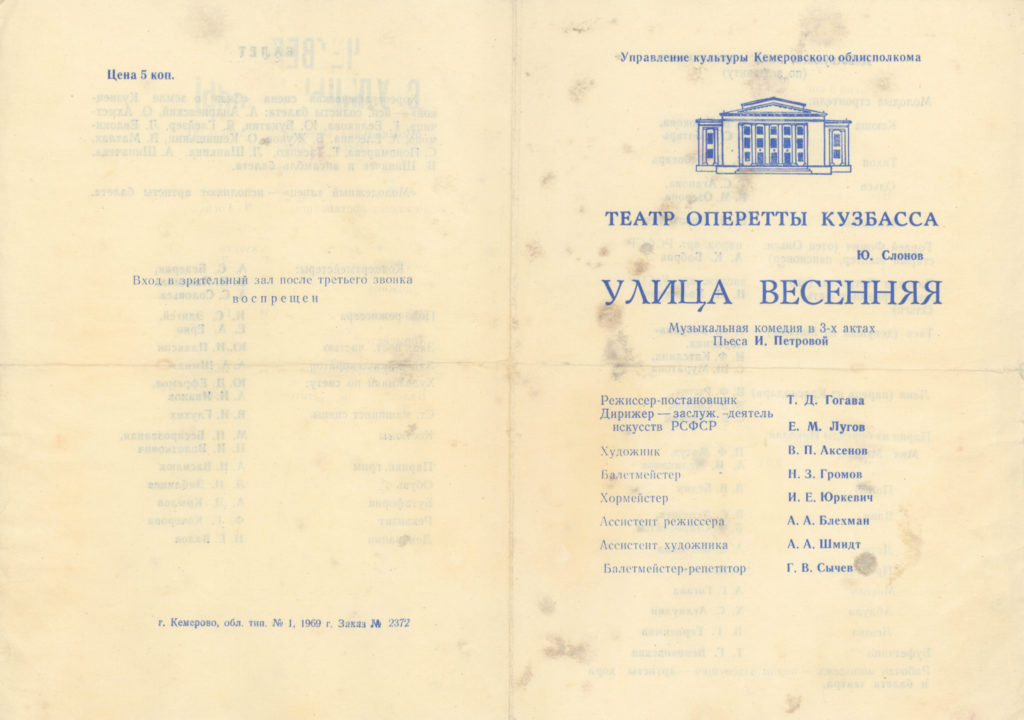 Цена 5 коп.
Вход в зрительный зал после третьего звонка
воспрещен
г. Кемерово, обл. тип. № 1, 1969 г. Заказ № 2372
Управление культуры Кемеровского облисполкома
ТЕАТР ОПЕРЕТТЫ КУЗБАССА
Ю. Слонов
УЛИЦА ВЕСЕННЯЯ
Музыкальная комедия в 3-х актах
Пьеса И. Петровой
Режиссер-постановщик Т. Д. Гогава
Дирижер — заслуж. деятель
искусств РСФСР Е. М. Лугов
Художник В. П. Аксенов
Балетмейстер Н. З. Громов
Хормейстер И. Е. Юркевич
Ассистент режиссера А. А. Блехман
Ассистент художника А. А. Шмидт
Балетмейстер-репетитор Г. В. Сычев